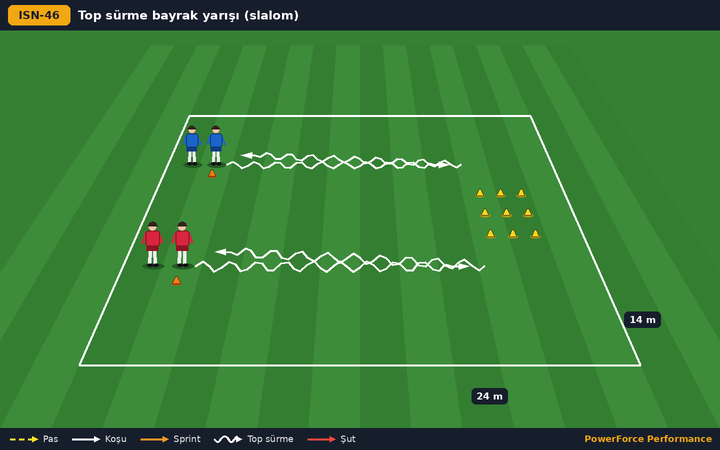 ISN-46 Top sürme bayrak yarışı (slalom)
14 m
24 m
Pas Koşu Sprint Top sürme Şut PowerForce Performance